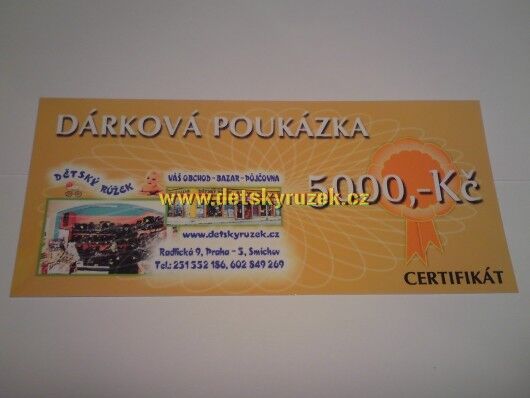 DÁRKOVÁ POUKÁZKA
DĚTSKÝ RŮŽEK
VÁŠ OBCHOD - BAZAR - PŮJČOVNA
5000,-Kč
www.detskyruzek.cz
www.detskyruzek.cz
Radlická 9, Praha - 5, Smíchov
Tel.: 251 552 186, 602 849 269
CERTIFIKÁT